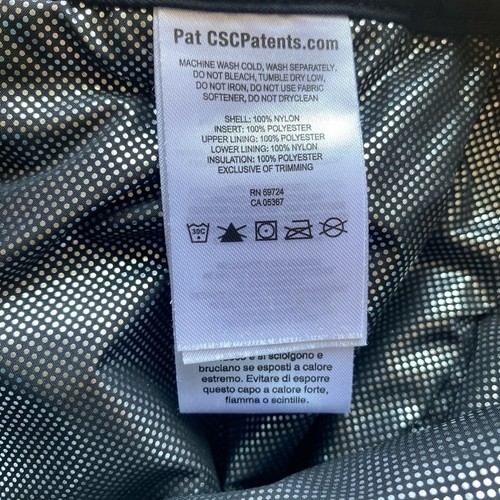 Pat CSCPatents.com
MACHINE WASH COLD, WASH SEPARATELY,
DO NOT BLEACH, TUMBLE DRY LOW,
DO NOT IRON, DO NOT USE FABRIC
SOFTENER, DO NOT DRYCLEAN
SHELL: 100% NYLON
INSERT: 100% POLYESTER
UPPER LINING: 100% POLYESTER
LOWER LINING: 100% NYLON
INSULATION: 100% POLYESTER
EXCLUSIVE OF TRIMMING
RN 69724
CA 05367
30C
e si sciolgono e
bruciano se esposti a calore
estremo. Evitare di esporre
questo capo a calore forte,
fiamma o scintille.